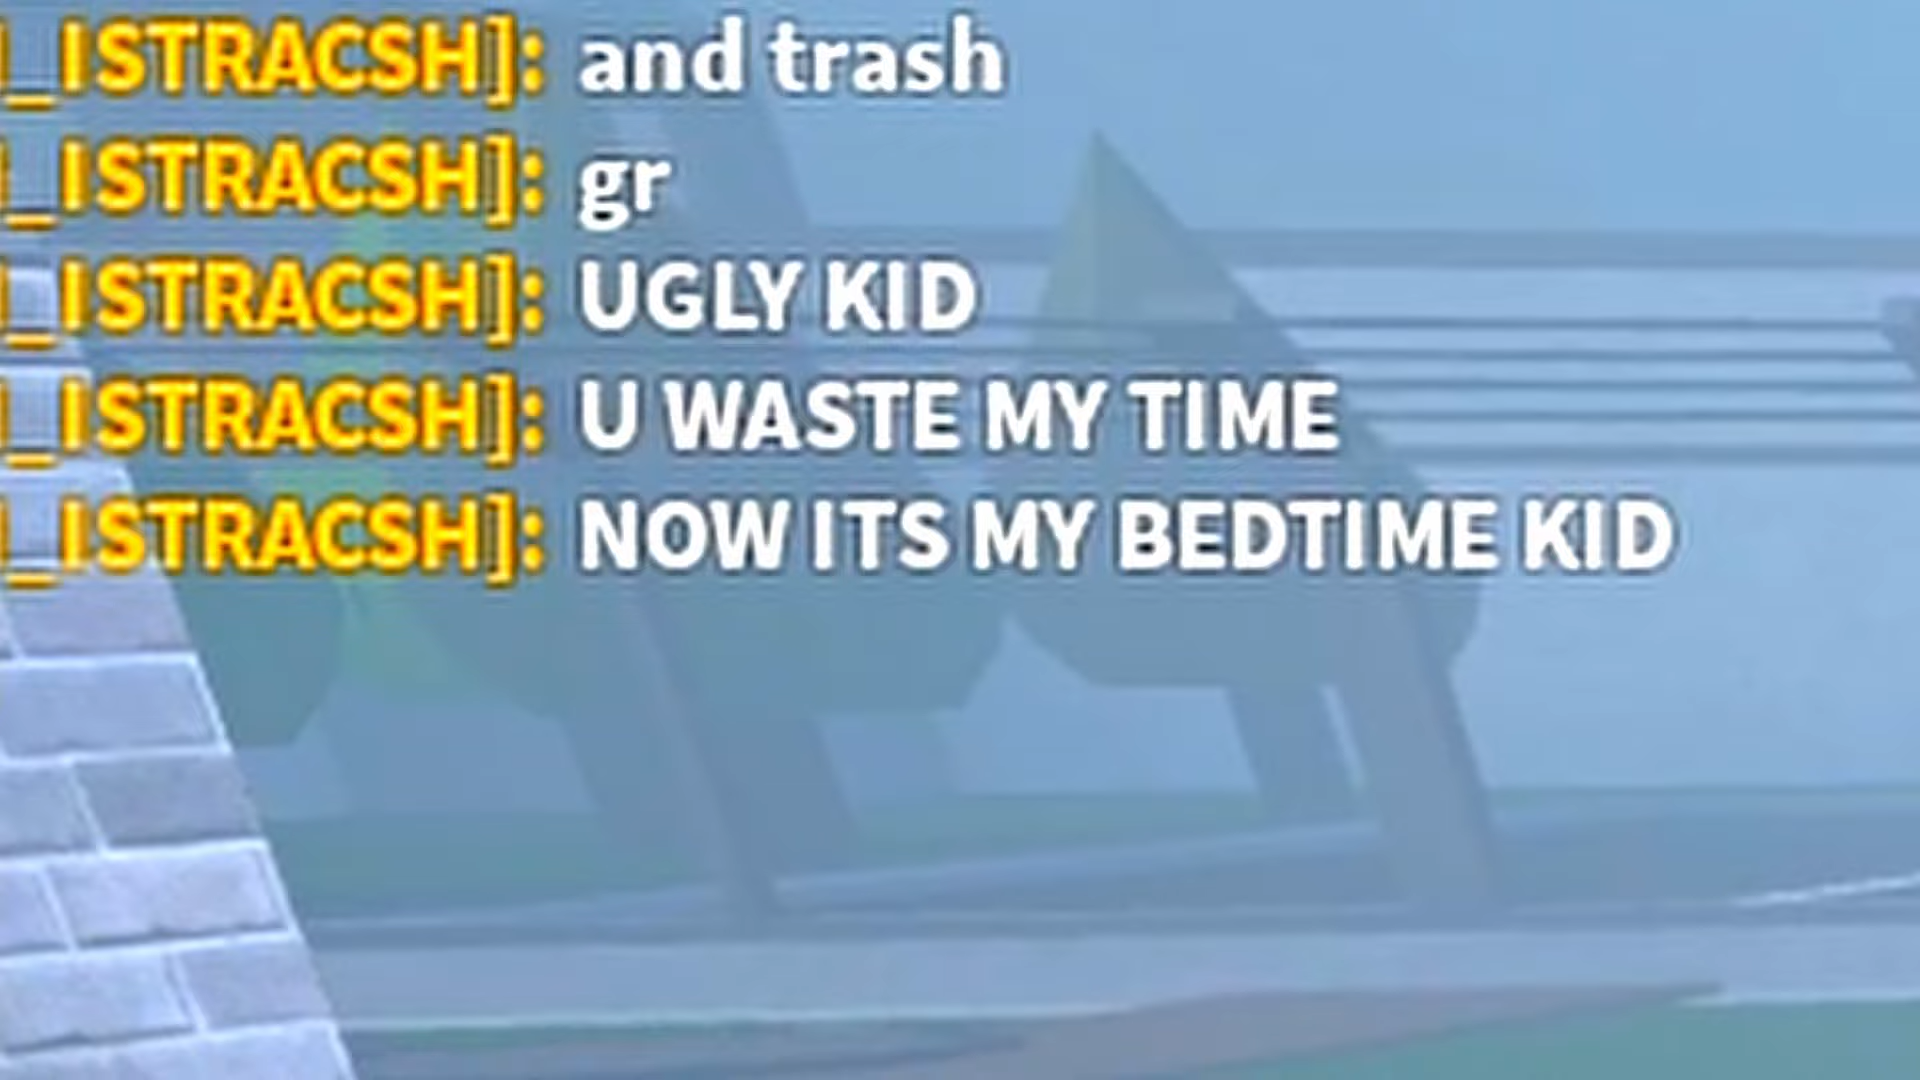 _ISTRACSH]: and trash
_ISTRACSH]: gr
_ISTRACSH]: UGLY KID
_ISTRACSH]: U WASTE MY TIME
_ISTRACSH]: NOW ITS MY BEDTIME KID